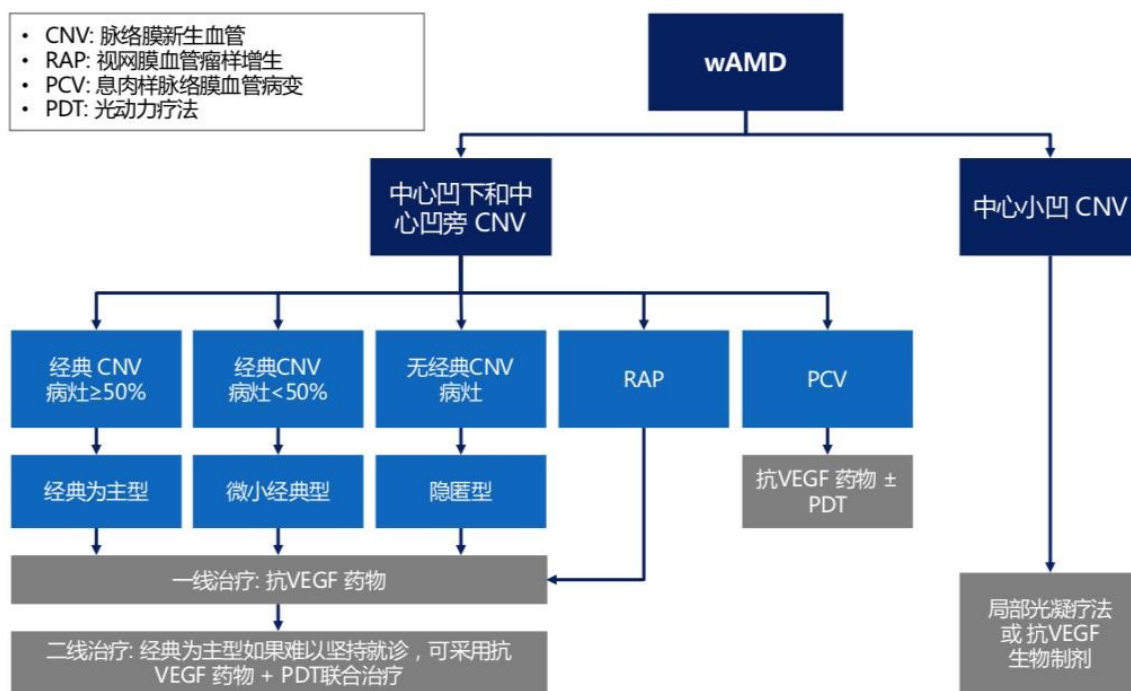 • CNV: 脉络膜新生血管
• RAP: 视网膜血管瘤样增生
• PCV: 息肉样脉络膜血管病变
• PDT: 光动力疗法
wAMD
中心凹下和中
心凹旁 CNV
中心小凹 CNV
经典 CNV
病灶≥50%
经典CNV
病灶<50%
无经典CNV
病灶
RAP
PCV
经典为主型
微小经典型
隐匿型
抗VEGF 药物 ±
PDT
一线治疗: 抗VEGF 药物
二线治疗: 经典为主型如果难以坚持就诊，可采用抗
VEGF 药物 + PDT联合治疗
局部光凝疗法
或 抗VEGF
生物制剂